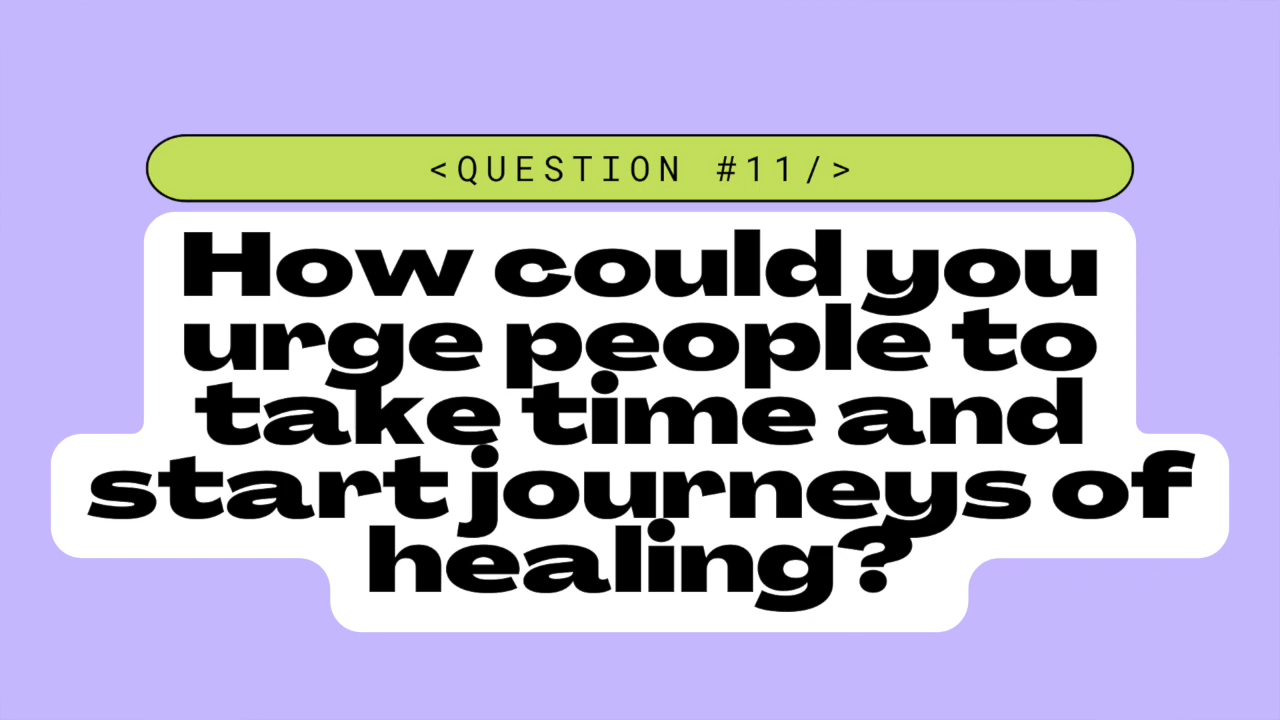 <QUESTION #11/>
How could you
urge people to
take time and
start journeys of
healing?